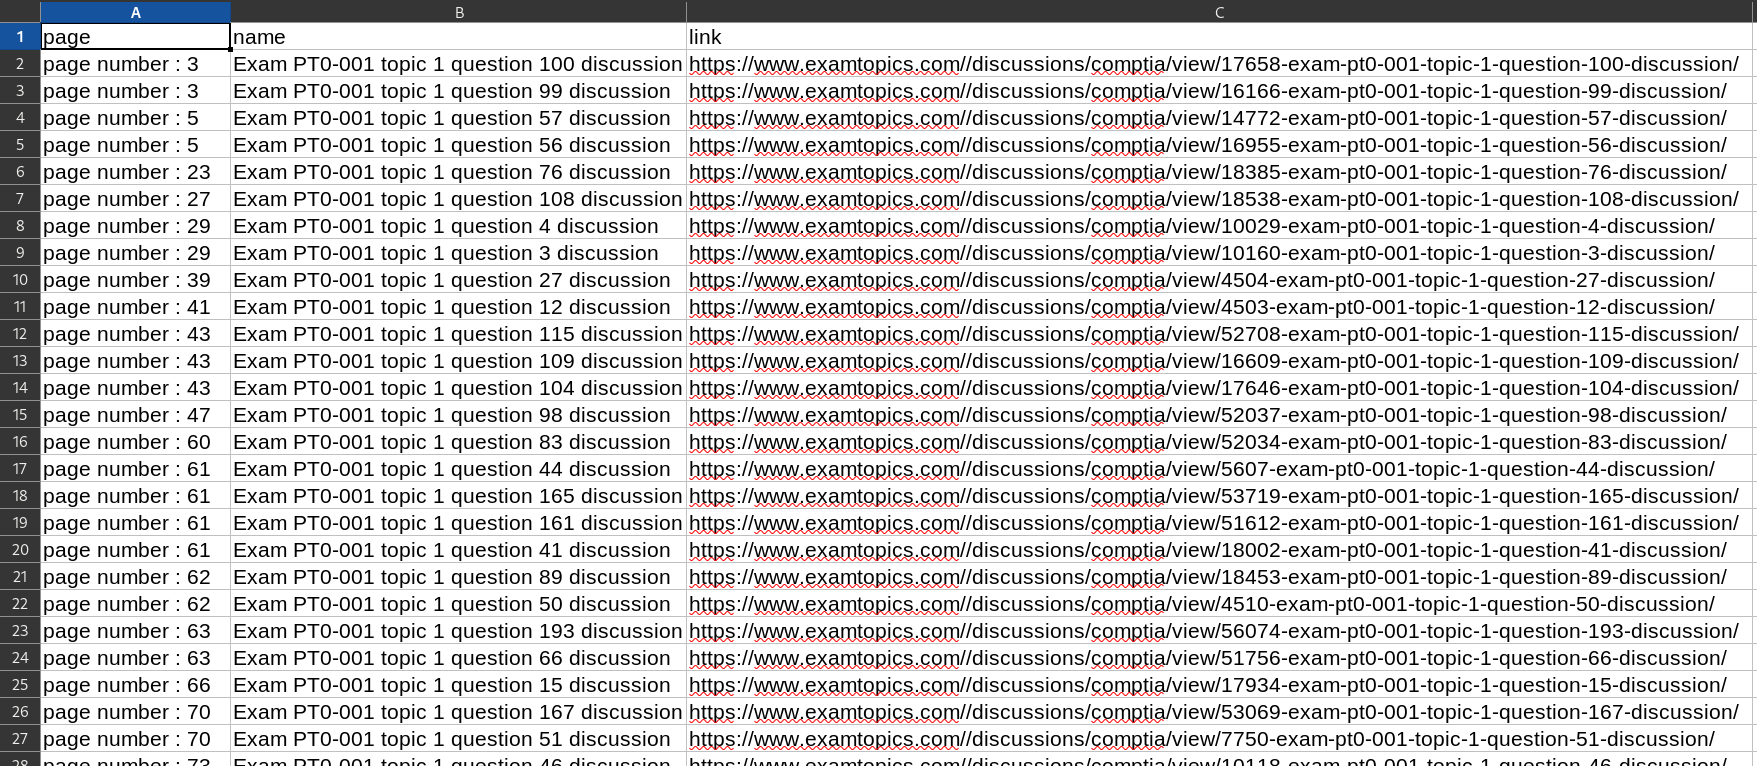 A B C
1 page name link
2 page number : 3 Exam PT0-001 topic 1 question 100 discussion https://www.examtopics.com//discussions/comptia/view/17658-exam-pt0-001-topic-1-question-100-discussion/
3 page number : 3 Exam PT0-001 topic 1 question 99 discussion https://www.examtopics.com//discussions/comptia/view/16166-exam-pt0-001-topic-1-question-99-discussion/
4 page number : 5 Exam PT0-001 topic 1 question 57 discussion https://www.examtopics.com//discussions/comptia/view/14772-exam-pt0-001-topic-1-question-57-discussion/
5 page number : 5 Exam PT0-001 topic 1 question 56 discussion https://www.examtopics.com//discussions/comptia/view/16955-exam-pt0-001-topic-1-question-56-discussion/
6 page number : 23 Exam PT0-001 topic 1 question 76 discussion https://www.examtopics.com//discussions/comptia/view/18385-exam-pt0-001-topic-1-question-76-discussion/
7 page number : 27 Exam PT0-001 topic 1 question 108 discussion https://www.examtopics.com//discussions/comptia/view/18538-exam-pt0-001-topic-1-question-108-discussion/
8 page number : 29 Exam PT0-001 topic 1 question 4 discussion https://www.examtopics.com//discussions/comptia/view/10029-exam-pt0-001-topic-1-question-4-discussion/
9 page number : 29 Exam PT0-001 topic 1 question 3 discussion https://www.examtopics.com//discussions/comptia/view/10160-exam-pt0-001-topic-1-question-3-discussion/
10 page number : 39 Exam PT0-001 topic 1 question 27 discussion https://www.examtopics.com//discussions/comptia/view/4504-exam-pt0-001-topic-1-question-27-discussion/
11 page number : 41 Exam PT0-001 topic 1 question 12 discussion https://www.examtopics.com//discussions/comptia/view/4503-exam-pt0-001-topic-1-question-12-discussion/
12 page number : 43 Exam PT0-001 topic 1 question 115 discussion https://www.examtopics.com//discussions/comptia/view/52708-exam-pt0-001-topic-1-question-115-discussion/
13 page number : 43 Exam PT0-001 topic 1 question 109 discussion https://www.examtopics.com//discussions/comptia/view/16609-exam-pt0-001-topic-1-question-109-discussion/
14 page number : 43 Exam PT0-001 topic 1 question 104 discussion https://www.examtopics.com//discussions/comptia/view/17646-exam-pt0-001-topic-1-question-104-discussion/
15 page number : 47 Exam PT0-001 topic 1 question 98 discussion https://www.examtopics.com//discussions/comptia/view/52037-exam-pt0-001-topic-1-question-98-discussion/
16 page number : 60 Exam PT0-001 topic 1 question 83 discussion https://www.examtopics.com//discussions/comptia/view/52034-exam-pt0-001-topic-1-question-83-discussion/
17 page number : 61 Exam PT0-001 topic 1 question 44 discussion https://www.examtopics.com//discussions/comptia/view/5607-exam-pt0-001-topic-1-question-44-discussion/
18 page number : 61 Exam PT0-001 topic 1 question 165 discussion https://www.examtopics.com//discussions/comptia/view/53719-exam-pt0-001-topic-1-question-165-discussion/
19 page number : 61 Exam PT0-001 topic 1 question 161 discussion https://www.examtopics.com//discussions/comptia/view/51612-exam-pt0-001-topic-1-question-161-discussion/
20 page number : 61 Exam PT0-001 topic 1 question 41 discussion https://www.examtopics.com//discussions/comptia/view/18002-exam-pt0-001-topic-1-question-41-discussion/
21 page number : 62 Exam PT0-001 topic 1 question 89 discussion https://www.examtopics.com//discussions/comptia/view/18453-exam-pt0-001-topic-1-question-89-discussion/
22 page number : 62 Exam PT0-001 topic 1 question 50 discussion https://www.examtopics.com//discussions/comptia/view/4510-exam-pt0-001-topic-1-question-50-discussion/
23 page number : 63 Exam PT0-001 topic 1 question 193 discussion https://www.examtopics.com//discussions/comptia/view/56074-exam-pt0-001-topic-1-question-193-discussion/
24 page number : 63 Exam PT0-001 topic 1 question 66 discussion https://www.examtopics.com//discussions/comptia/view/51756-exam-pt0-001-topic-1-question-66-discussion/
25 page number : 66 Exam PT0-001 topic 1 question 15 discussion https://www.examtopics.com//discussions/comptia/view/17934-exam-pt0-001-topic-1-question-15-discussion/
26 page number : 70 Exam PT0-001 topic 1 question 167 discussion https://www.examtopics.com//discussions/comptia/view/53069-exam-pt0-001-topic-1-question-167-discussion/
27 page number : 70 Exam PT0-001 topic 1 question 51 discussion https://www.examtopics.com//discussions/comptia/view/7750-exam-pt0-001-topic-1-question-51-discussion/
28 page number : 73 Exam PT0-001 topic 1 question 46 discussion https://www.examtopics.com//discussions/comptia/view/10118-exam-pt0-001-topic-1-question-46-discussion/